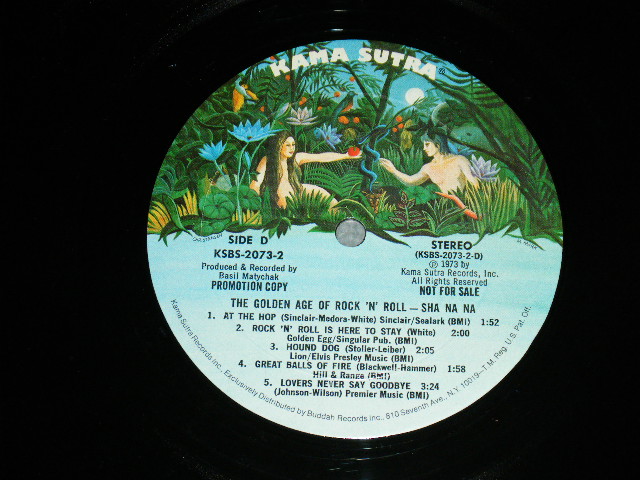 KAMA SUTRA
SIDE D
KSBS-2073-2
Produced & Recorded by
Basil Matychak
PROMOTION COPY
STEREO
(KSBS-2073-2-D)
Ⓟ 1973 by
Kama Sutra Records, Inc.
All Rights Reserved
NOT FOR SALE
THE GOLDEN AGE OF ROCK 'N' ROLL — SHA NA NA
1. AT THE HOP (Sinclair-Medora-White) Sinclair/Sealark (BMI) 1:52
2. ROCK 'N' ROLL IS HERE TO STAY (White) 2:00
Golden Egg/Singular Pub. (BMI)
3. HOUND DOG (Stoller-Leiber) 2:05
Lion/Elvis Presley Music (BMI)
4. GREAT BALLS OF FIRE (Blackwell-Hammer) 1:58
Hill & Range (BMI)
5. LOVERS NEVER SAY GOODBYE 3:24
(Johnson-Wilson) Premier Music (BMI)
Kama Sutra Records Inc., Exclusively Distributed by Buddah Records Inc., 810 Seventh Ave., N.Y. 10019—T.M. Reg. U.S. Pat. Off.